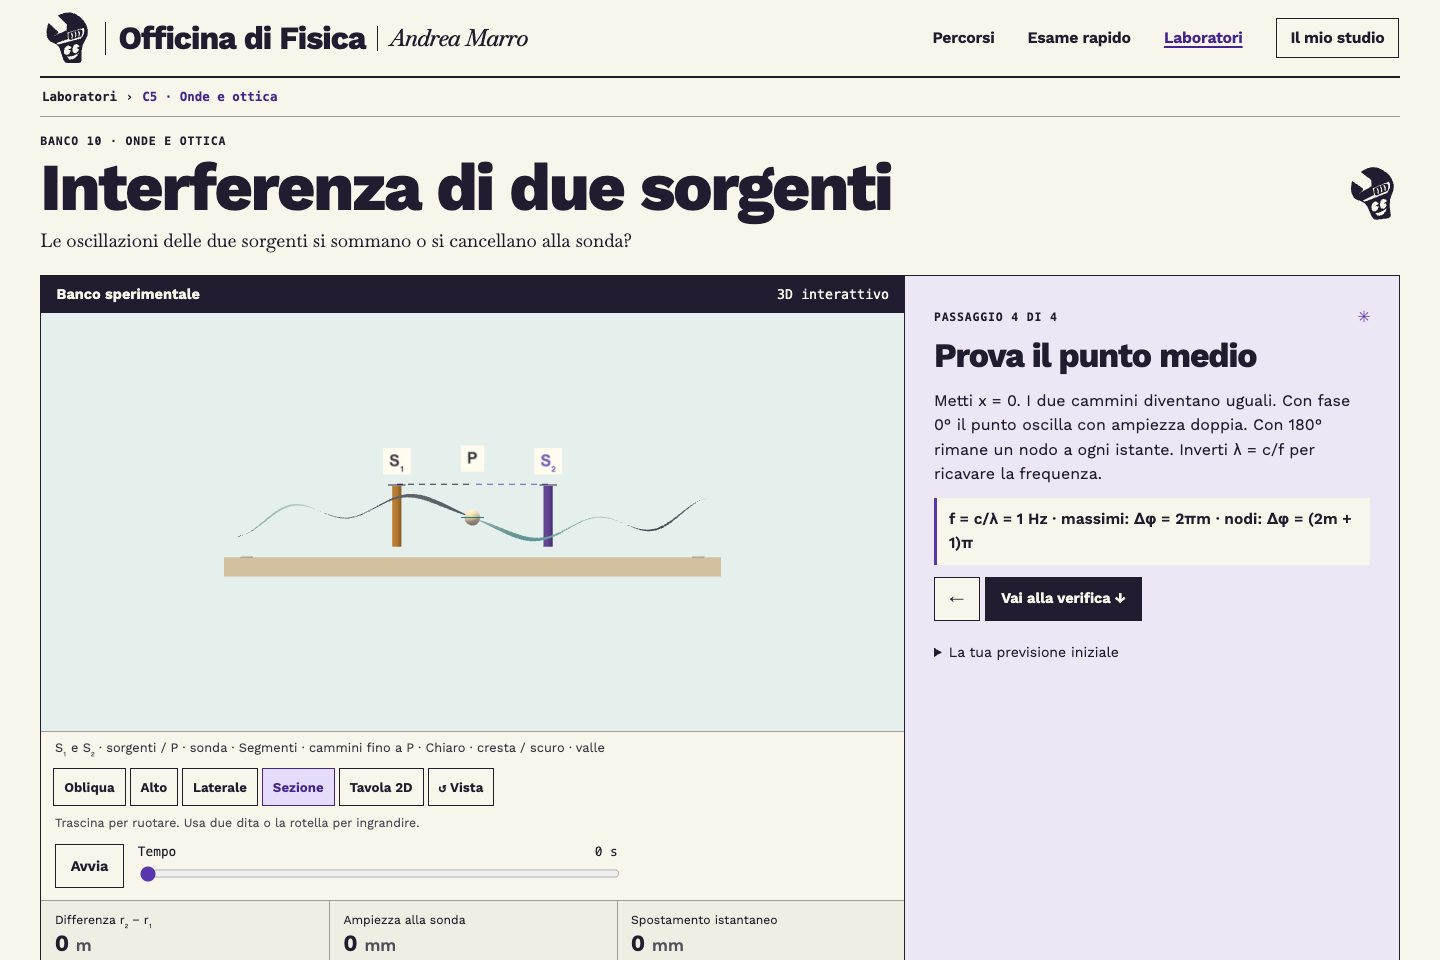 Officina di Fisica
Andrea Marro
Percorsi
Esame rapido
Laboratori
Il mio studio
Laboratori › C5 · Onde e ottica
BANCO 10 · ONDE E OTTICA
Interferenza di due sorgenti
Le oscillazioni delle due sorgenti si sommano o si cancellano alla sonda?
Banco sperimentale
3D interattivo
S₁
P
S₂
S₁ e S₂ · sorgenti / P · sonda · Segmenti · cammini fino a P · Chiaro · cresta / scuro · valle
Obliqua
Alto
Laterale
Sezione
Tavola 2D
↺ Vista
Trascina per ruotare. Usa due dita o la rotella per ingrandire.
Avvia
Tempo
0 s
Differenza r₂ − r₁
0 m
Ampiezza alla sonda
0 mm
Spostamento istantaneo
0 mm
PASSAGGIO 4 DI 4
Prova il punto medio
Metti x = 0. I due cammini diventano uguali. Con fase
0° il punto oscilla con ampiezza doppia. Con 180°
rimane un nodo a ogni istante. Inverti λ = c/f per
ricavare la frequenza.
f = c/λ = 1 Hz · massimi: Δφ = 2πm · nodi: Δφ = (2m +
1)π
←
Vai alla verifica ↓
▶ La tua previsione iniziale